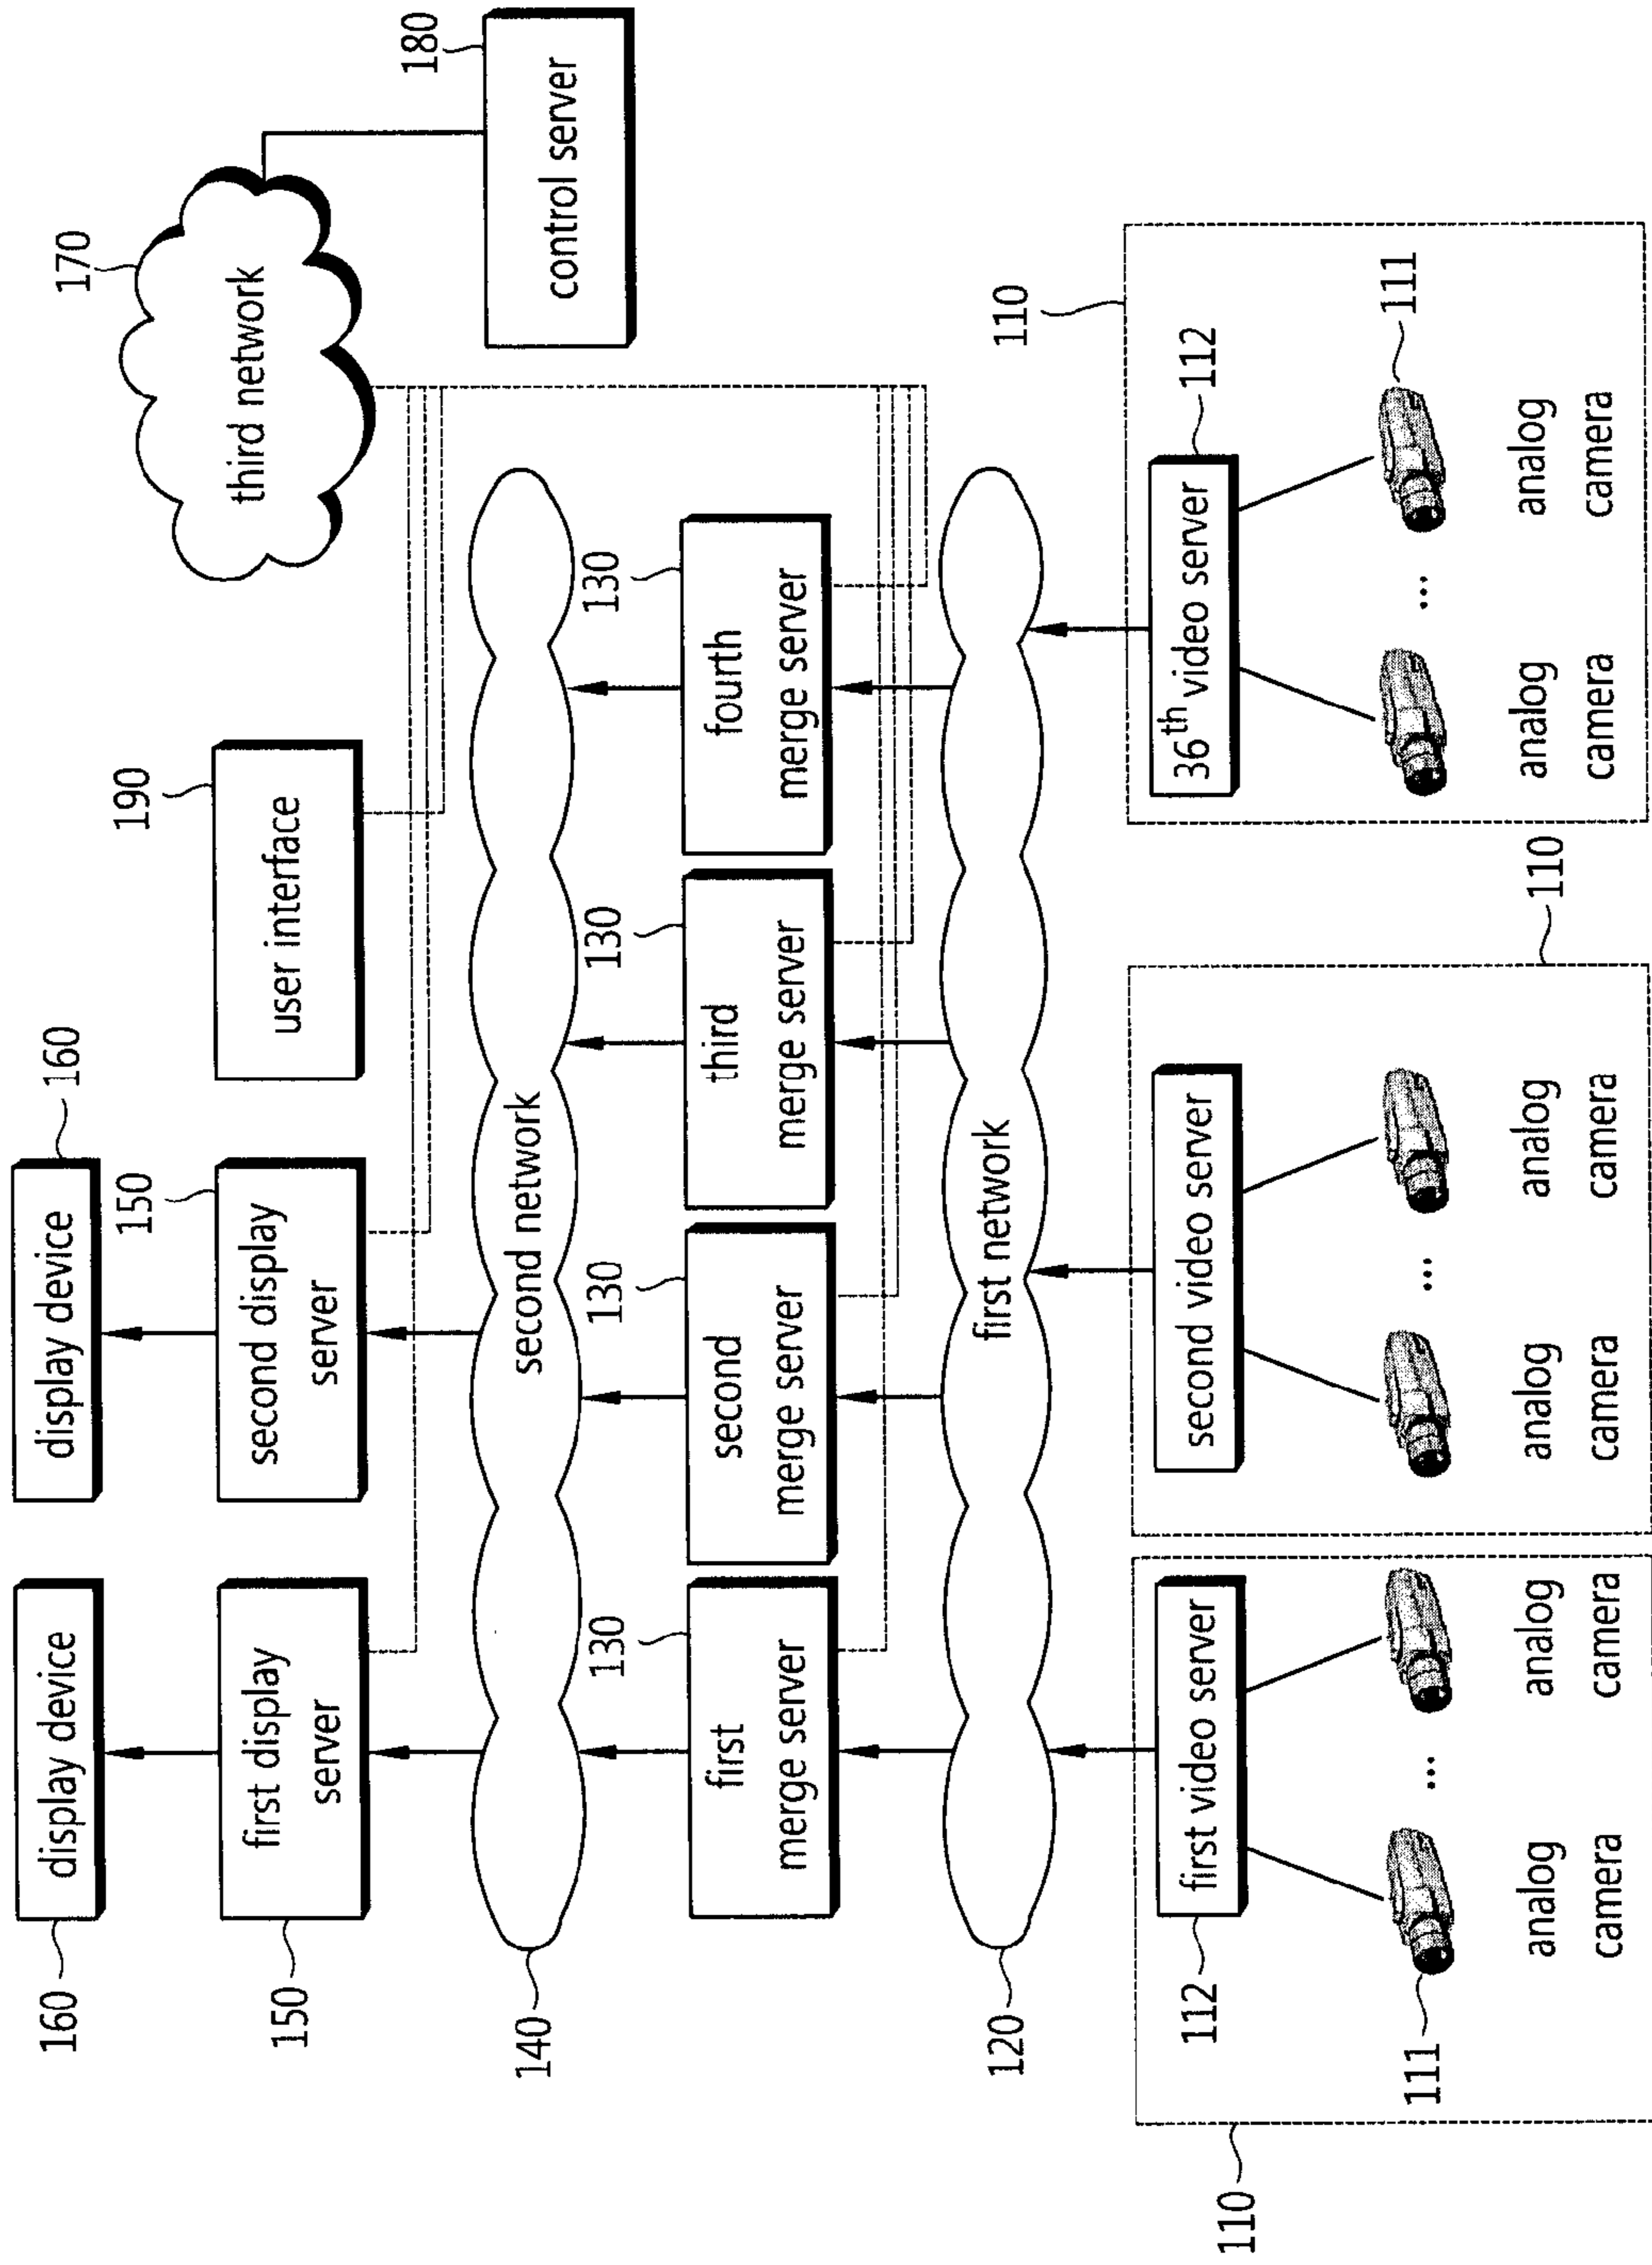 160
display device
display device
160
170
third network
180
control server
150
first display
server
second display
server
150
user interface
190
140
second network
first
merge server
130
second
merge server
130
third
merge server
130
fourth
merge server
130
120
first network
110
112
first video server
second video server
36th video server
112
110
111
...
...
...
111
analog
camera
analog
camera
analog
camera
analog
camera
analog
camera
analog
camera
110